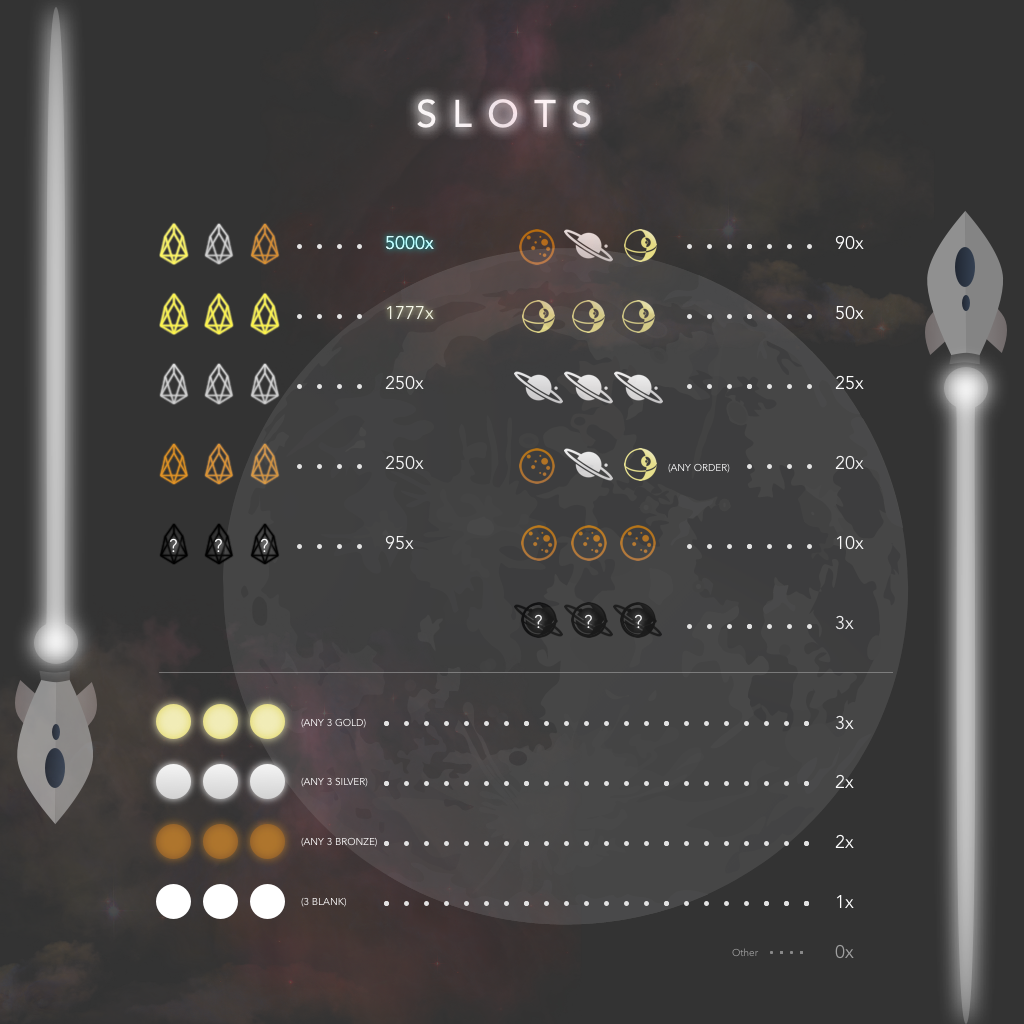 SLOTS
5000x
1777x
250x
250x
? ? ? 95x
90x
50x
25x
(ANY ORDER) 20x
10x
? ? ? 3x
(ANY 3 GOLD) 3x
(ANY 3 SILVER) 2x
(ANY 3 BRONZE) 2x
(3 BLANK) 1x
Other 0x